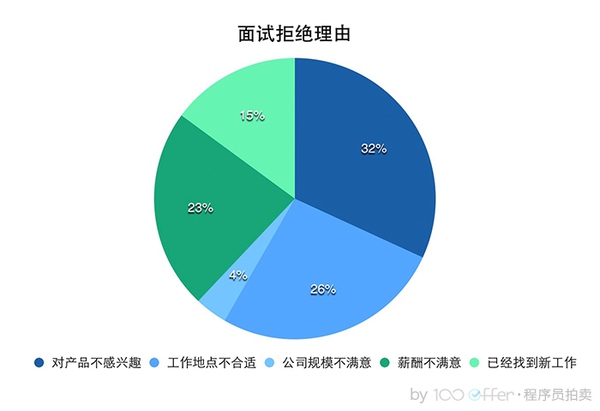 面试拒绝理由
15%
32%
23%
4%
26%
对产品不感兴趣 工作地点不合适 公司规模不满意 薪酬不满意 已经找到新工作
by 100 offer · 程序员拍卖